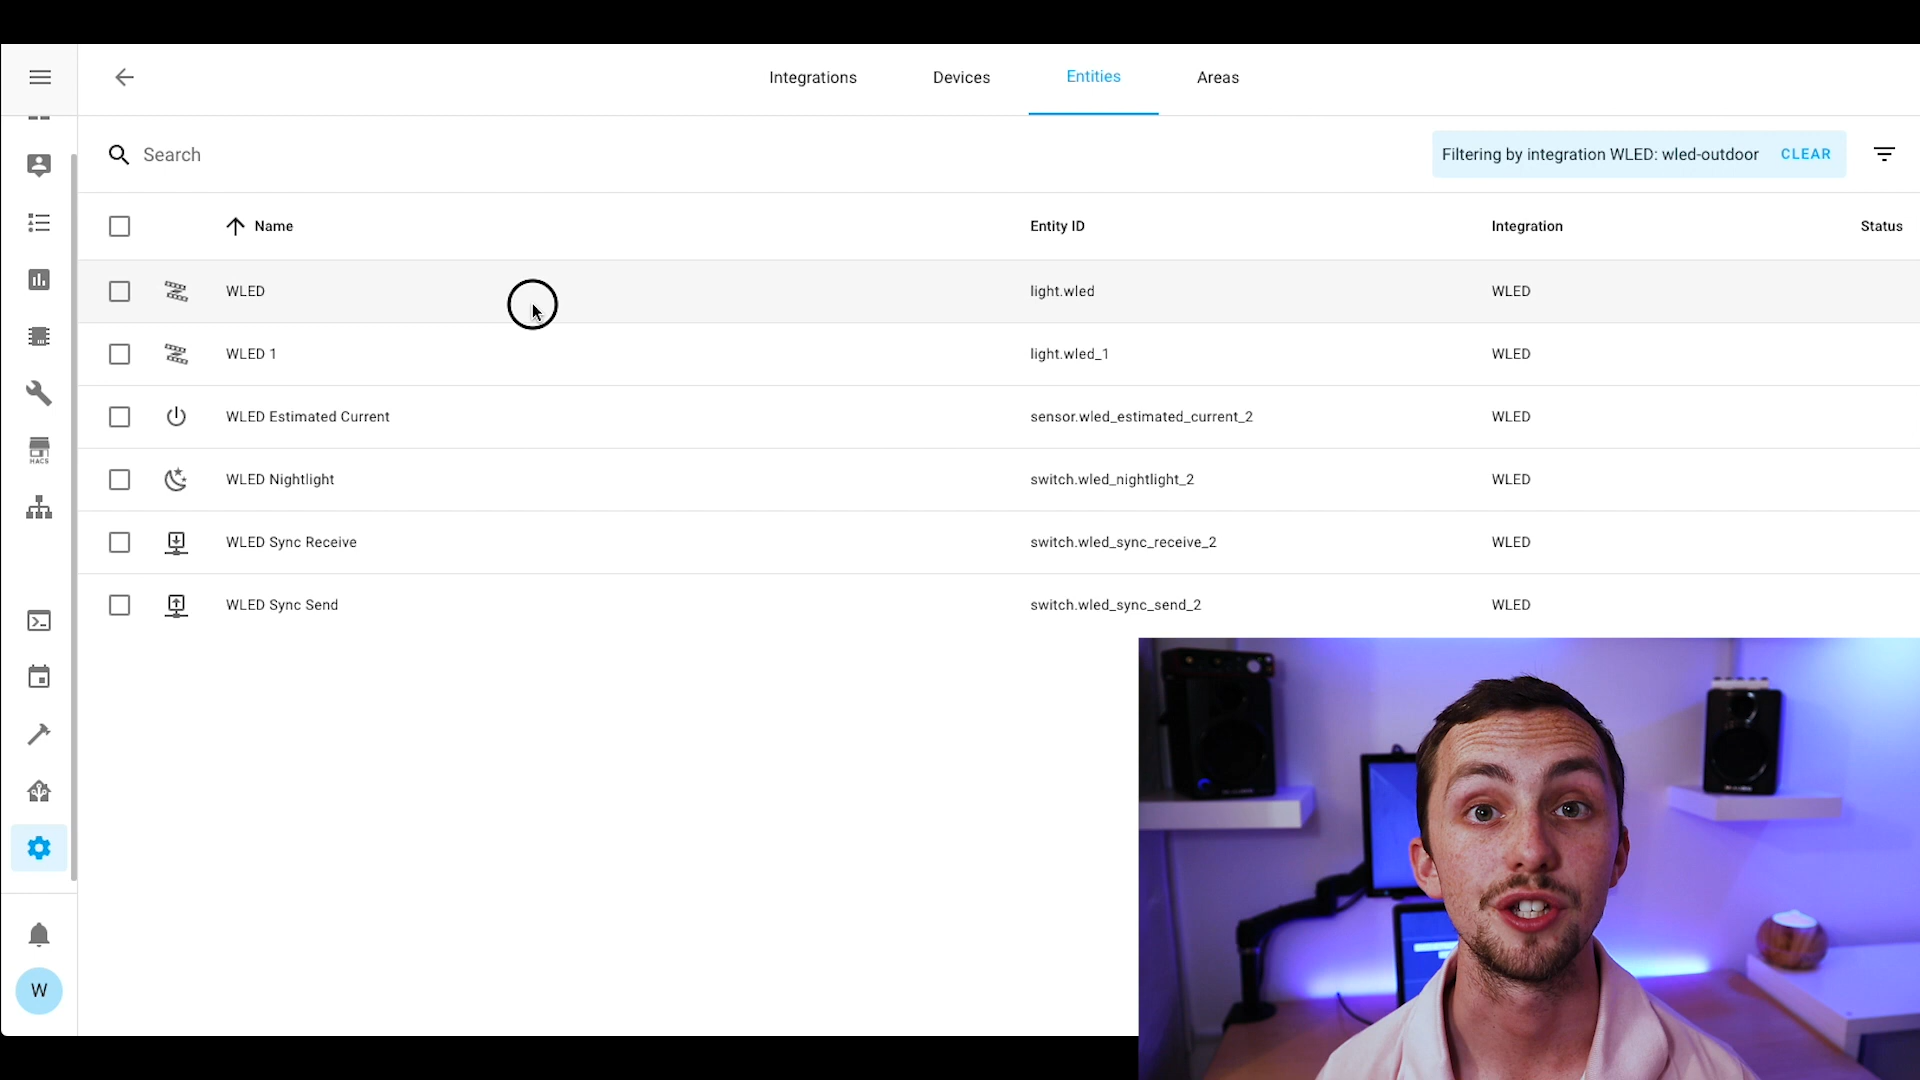 Integrations Devices Entities Areas
Search
Filtering by integration WLED: wled-outdoor CLEAR
Name Entity ID Integration Status
WLED light.wled WLED
WLED 1 light.wled_1 WLED
WLED Estimated Current sensor.wled_estimated_current_2 WLED
WLED Nightlight switch.wled_nightlight_2 WLED
WLED Sync Receive switch.wled_sync_receive_2 WLED
WLED Sync Send switch.wled_sync_send_2 WLED
HACS
W